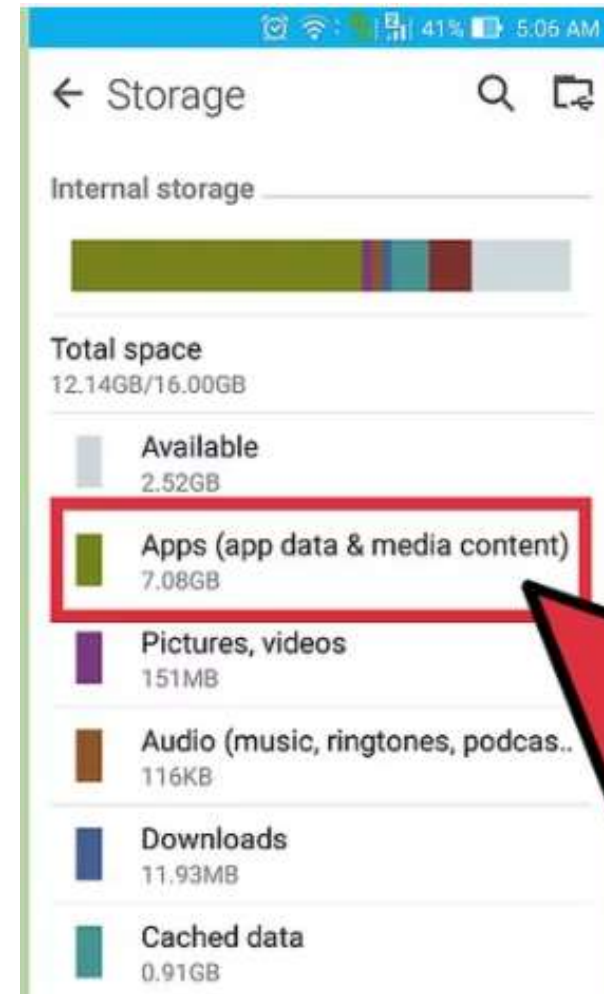 41% 5:06 AM
Storage
Internal storage
Total space
12.14GB/16.00GB
Available
2.52GB
Apps (app data & media content)
7.08GB
Pictures, videos
151MB
Audio (music, ringtones, podcas..
116KB
Downloads
11.93MB
Cached data
0.91GB